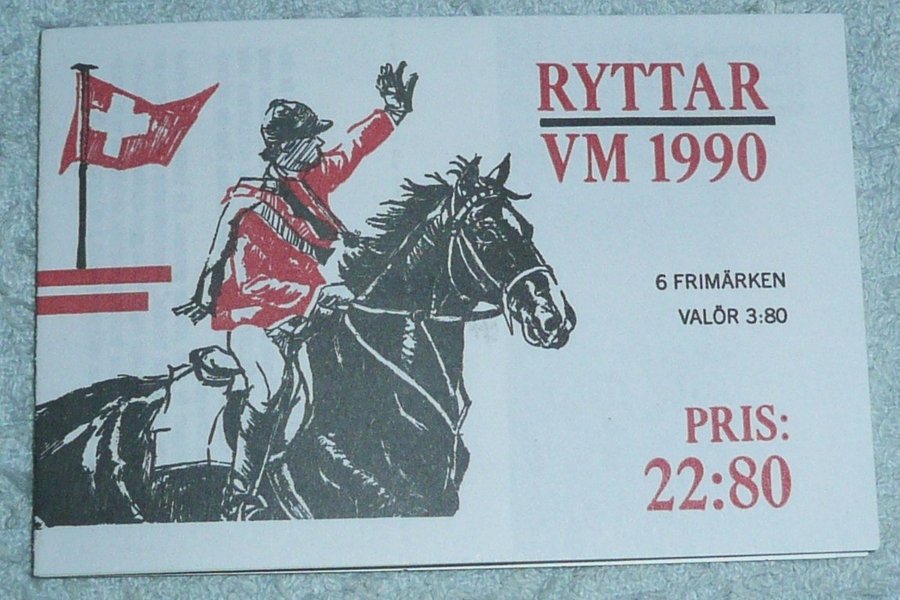 RYTTAR
VM 1990
6 FRIMÄRKEN
VALÖR 3:80
PRIS:
22:80